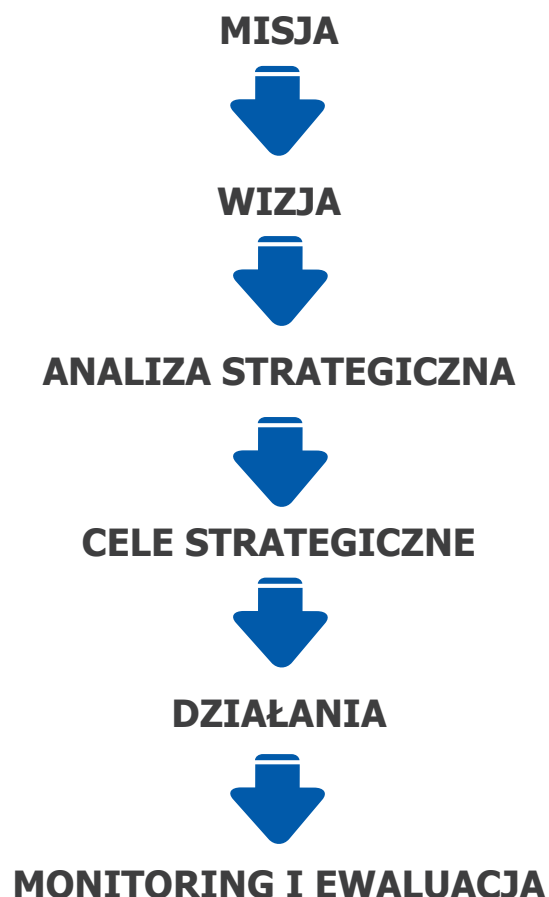 MISJA
WIZJA
ANALIZA STRATEGICZNA
CELE STRATEGICZNE
DZIAŁANIA
MONITORING I EWALUACJA